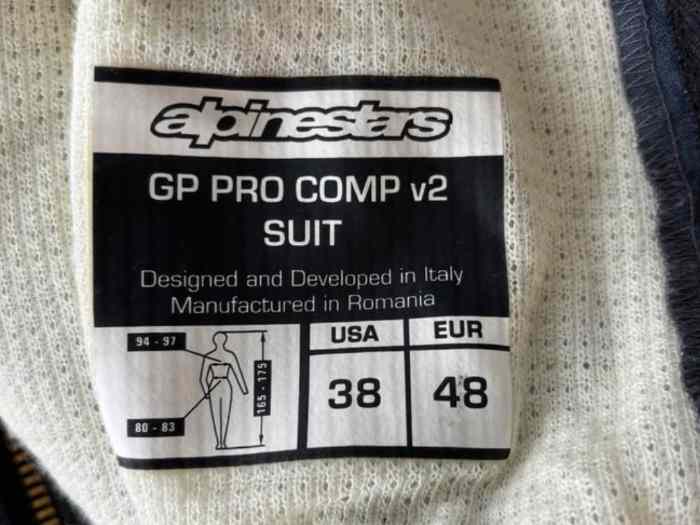 alpinestars
GP PRO COMP v2
SUIT
Designed and Developed in Italy
Manufactured in Romania
94 - 97
165 - 175
80 - 83
USA
EUR
38
48